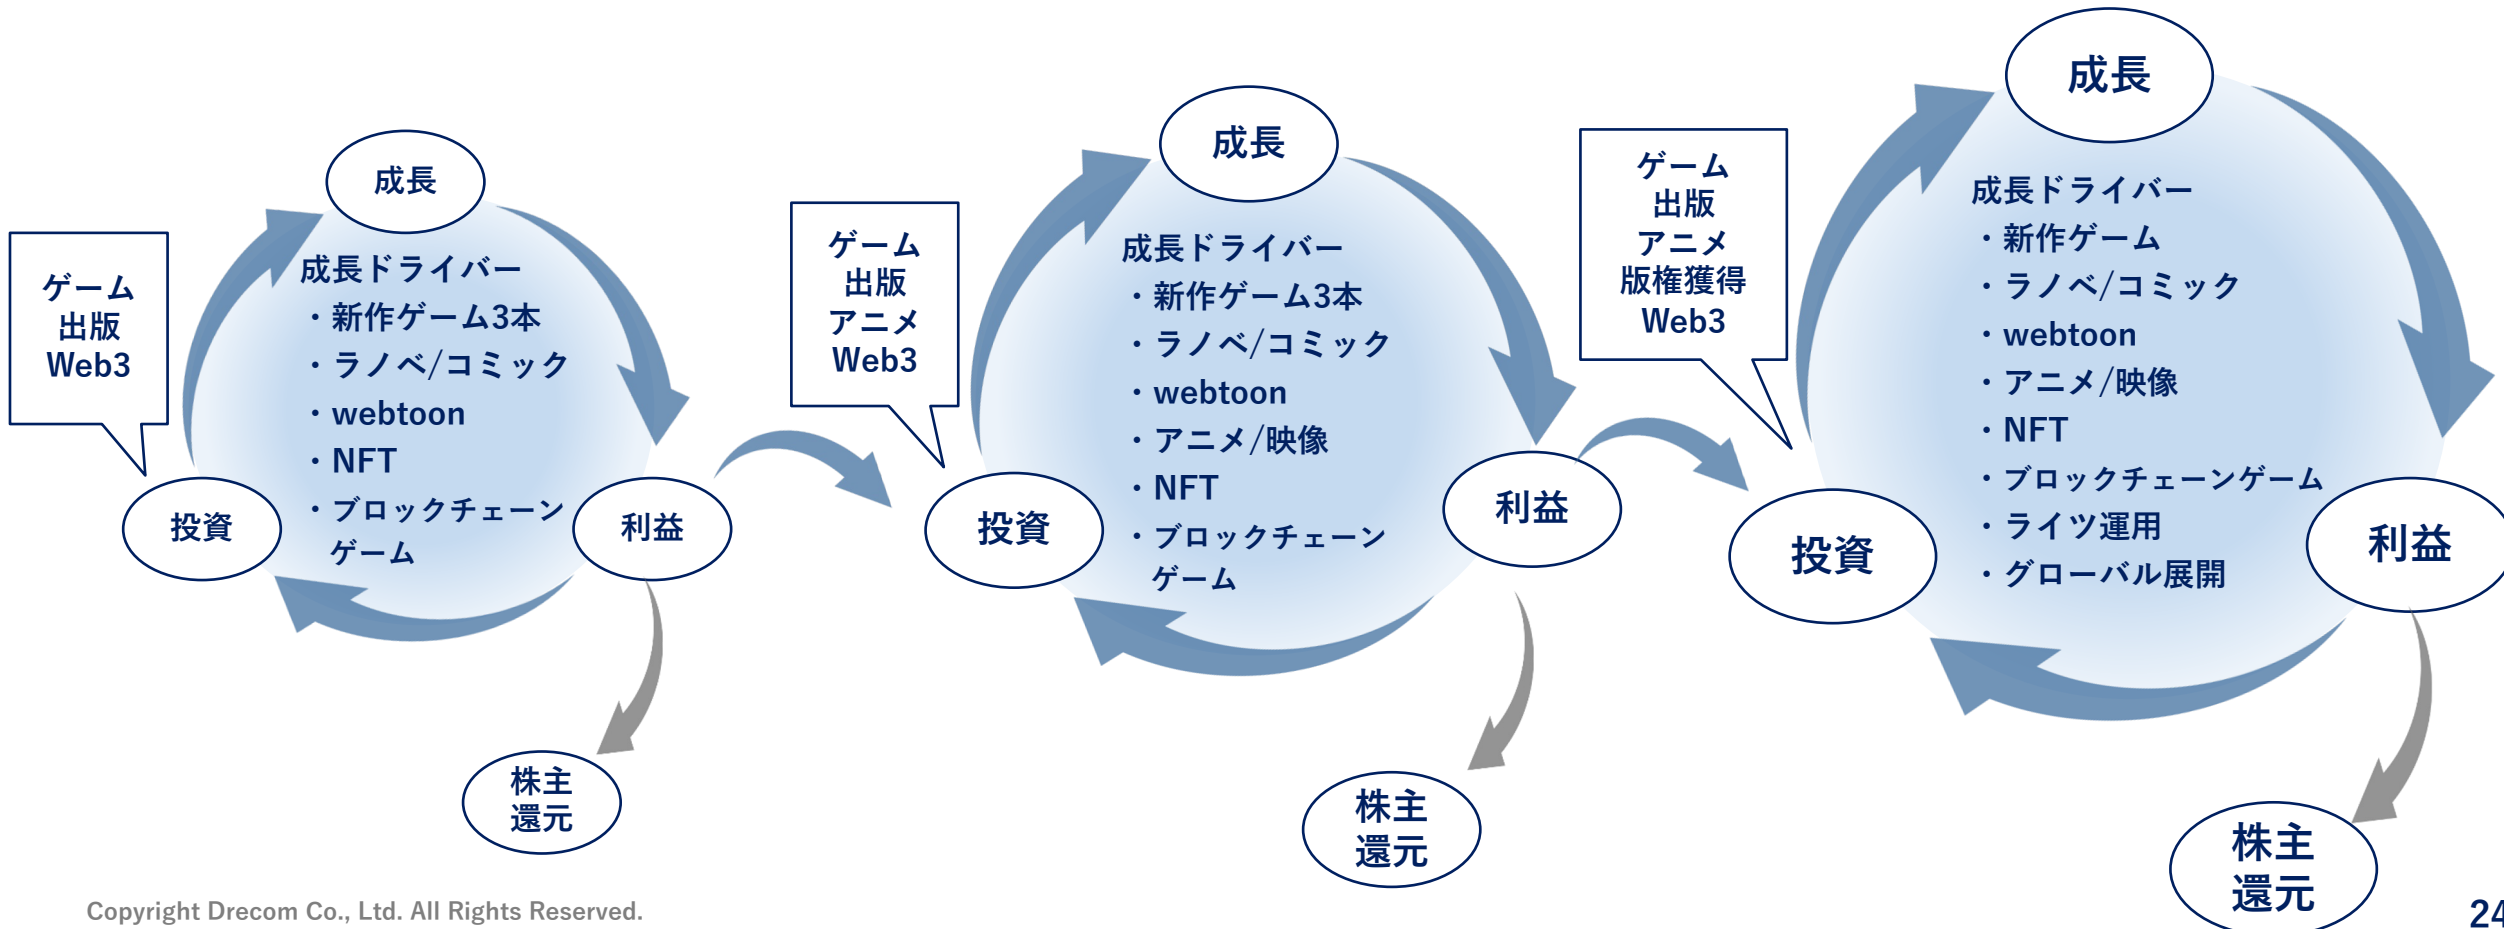 成長
ゲーム
出版
Web3
成長ドライバー
・新作ゲーム3本
・ラノベ/コミック
・webtoon
・NFT
・ブロックチェーン
ゲーム
投資
利益
株主
還元
成長
ゲーム
出版
アニメ
Web3
成長ドライバー
・新作ゲーム3本
・ラノベ/コミック
・webtoon
・アニメ/映像
・NFT
・ブロックチェーン
ゲーム
投資
利益
株主
還元
成長
ゲーム
出版
アニメ
版権獲得
Web3
成長ドライバー
・新作ゲーム
・ラノベ/コミック
・webtoon
・アニメ/映像
・NFT
・ブロックチェーンゲーム
・ライツ運用
・グローバル展開
投資
利益
株主
還元
Copyright Drecom Co., Ltd. All Rights Reserved.
24